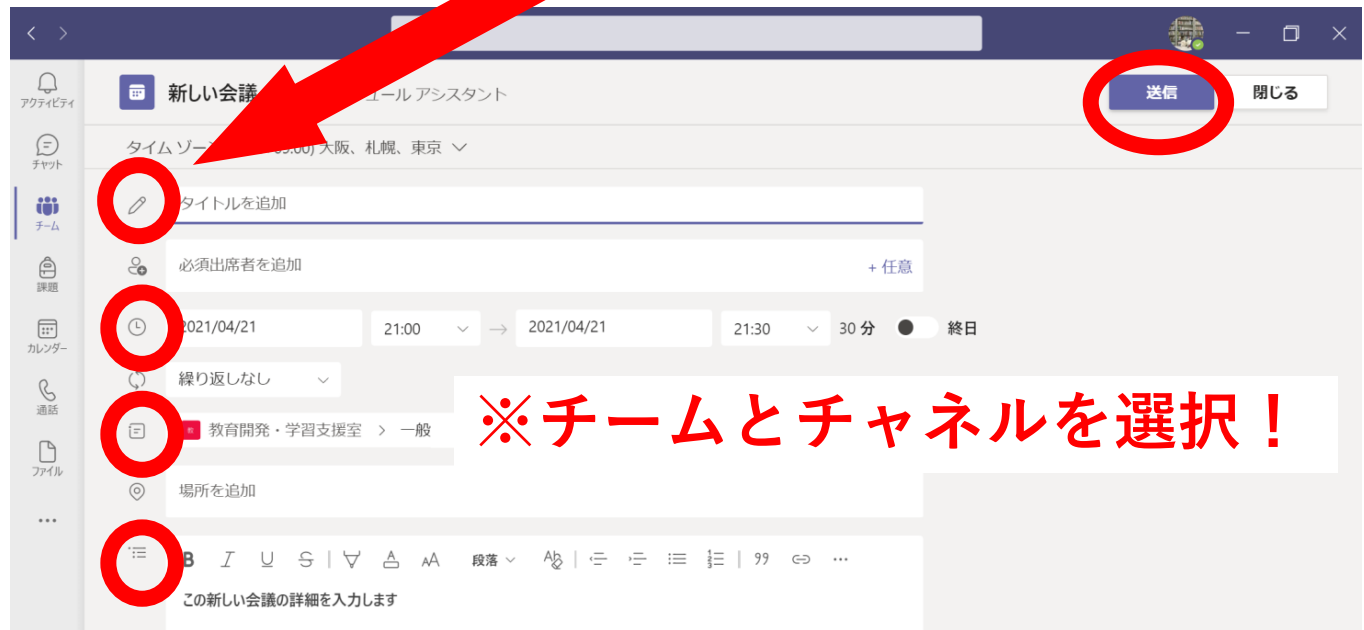 アクティビティ
チャット
チーム
課題
カレンダー
通話
ファイル
新しい会議
ュール アシスタント
送信
閉じる
タイム ゾー
09:00) 大阪、札幌、東京
タイトルを追加
必須出席者を追加
+ 任意
2021/04/21 21:00 → 2021/04/21 21:30 30 分 終日
繰り返しなし
教育開発・学習支援室 > 一般
※チームとチャネルを選択！
場所を追加
B I U S A AA 段落
この新しい会議の詳細を入力します